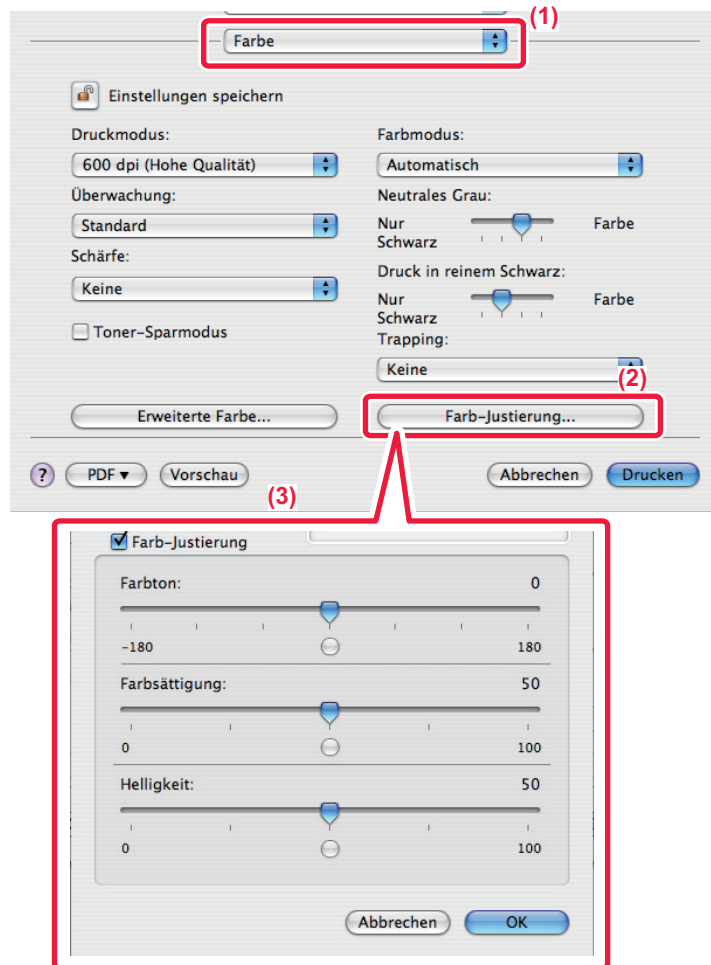 (1)
Farbe
Einstellungen speichern
Druckmodus:
600 dpi (Hohe Qualität)
Überwachung:
Standard
Schärfe:
Keine
Toner-Sparmodus
Farbmodus:
Automatisch
Neutrales Grau:
Nur Schwarz
Farbe
Druck in reinem Schwarz:
Nur Schwarz
Farbe
Trapping:
Keine
(2)
Erweiterte Farbe...
Farb-Justierung...
?
PDF
Vorschau
Abbrechen
Drucken
(3)
Farb-Justierung
Farbton:
0
-180
180
Farbsättigung:
50
0
100
Helligkeit:
50
0
100
Abbrechen
OK